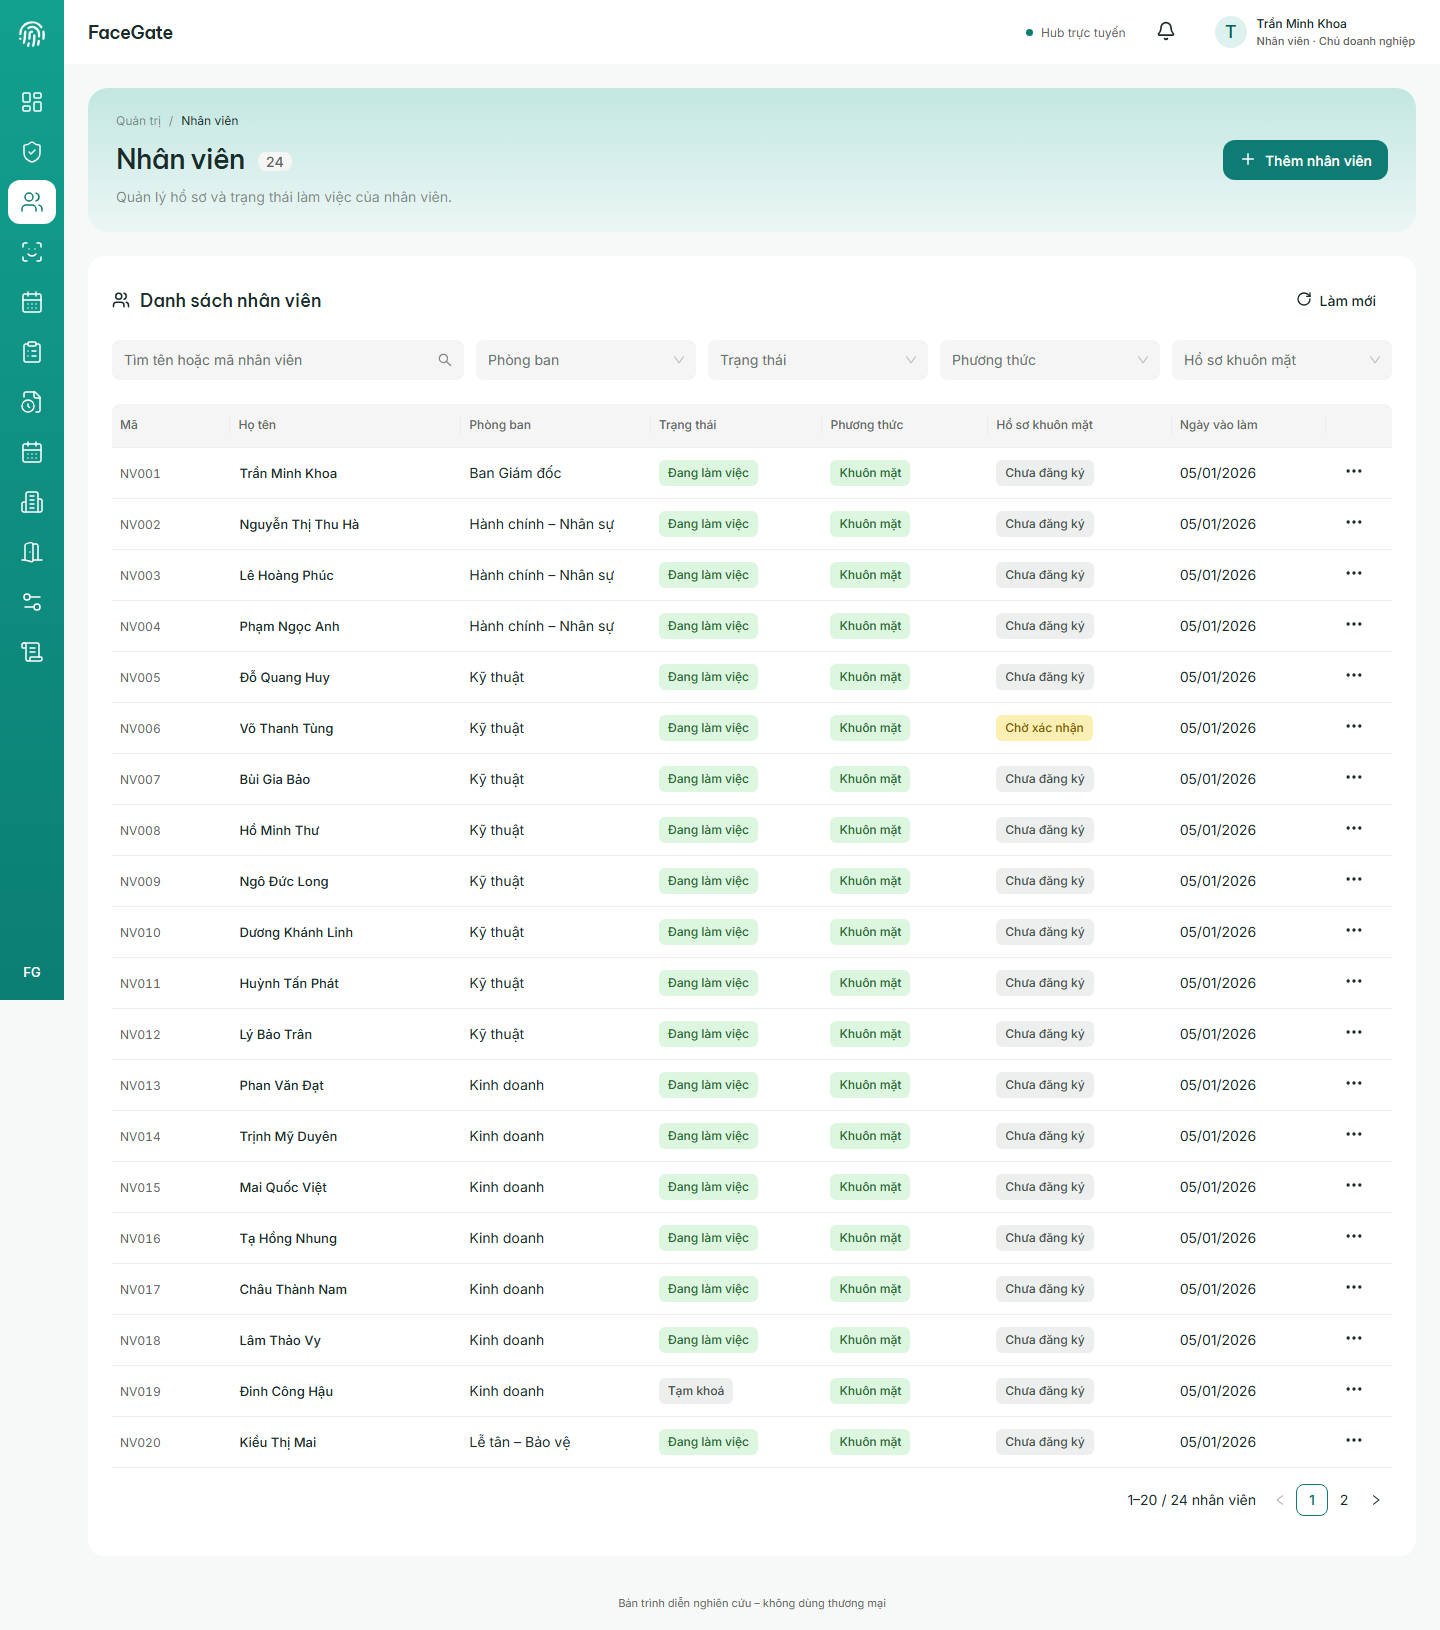 FaceGate
Hub trực tuyến
T
Trần Minh Khoa
Nhân viên · Chủ doanh nghiệp
Quản trị / Nhân viên
Nhân viên 24
Quản lý hồ sơ và trạng thái làm việc của nhân viên.
Thêm nhân viên
Danh sách nhân viên
Làm mới
Tìm tên hoặc mã nhân viên
Phòng ban
Trạng thái
Phương thức
Hồ sơ khuôn mặt
Mã Họ tên Phòng ban Trạng thái Phương thức Hồ sơ khuôn mặt Ngày vào làm
NV001 Trần Minh Khoa Ban Giám đốc Đang làm việc Khuôn mặt Chưa đăng ký 05/01/2026
NV002 Nguyễn Thị Thu Hà Hành chính – Nhân sự Đang làm việc Khuôn mặt Chưa đăng ký 05/01/2026
NV003 Lê Hoàng Phúc Hành chính – Nhân sự Đang làm việc Khuôn mặt Chưa đăng ký 05/01/2026
NV004 Phạm Ngọc Anh Hành chính – Nhân sự Đang làm việc Khuôn mặt Chưa đăng ký 05/01/2026
NV005 Đỗ Quang Huy Kỹ thuật Đang làm việc Khuôn mặt Chưa đăng ký 05/01/2026
NV006 Võ Thanh Tùng Kỹ thuật Đang làm việc Khuôn mặt Chờ xác nhận 05/01/2026
NV007 Bùi Gia Bảo Kỹ thuật Đang làm việc Khuôn mặt Chưa đăng ký 05/01/2026
NV008 Hồ Minh Thư Kỹ thuật Đang làm việc Khuôn mặt Chưa đăng ký 05/01/2026
NV009 Ngô Đức Long Kỹ thuật Đang làm việc Khuôn mặt Chưa đăng ký 05/01/2026
NV010 Dương Khánh Linh Kỹ thuật Đang làm việc Khuôn mặt Chưa đăng ký 05/01/2026
NV011 Huỳnh Tấn Phát Kỹ thuật Đang làm việc Khuôn mặt Chưa đăng ký 05/01/2026
NV012 Lý Bảo Trân Kỹ thuật Đang làm việc Khuôn mặt Chưa đăng ký 05/01/2026
NV013 Phan Văn Đạt Kinh doanh Đang làm việc Khuôn mặt Chưa đăng ký 05/01/2026
NV014 Trịnh Mỹ Duyên Kinh doanh Đang làm việc Khuôn mặt Chưa đăng ký 05/01/2026
NV015 Mai Quốc Việt Kinh doanh Đang làm việc Khuôn mặt Chưa đăng ký 05/01/2026
NV016 Tạ Hồng Nhung Kinh doanh Đang làm việc Khuôn mặt Chưa đăng ký 05/01/2026
NV017 Châu Thành Nam Kinh doanh Đang làm việc Khuôn mặt Chưa đăng ký 05/01/2026
NV018 Lâm Thảo Vy Kinh doanh Đang làm việc Khuôn mặt Chưa đăng ký 05/01/2026
NV019 Đinh Công Hậu Kinh doanh Tạm khoá Khuôn mặt Chưa đăng ký 05/01/2026
NV020 Kiều Thị Mai Lễ tân – Bảo vệ Đang làm việc Khuôn mặt Chưa đăng ký 05/01/2026
1–20 / 24 nhân viên 1 2
FG
Bản trình diễn nghiên cứu – không dùng thương mại